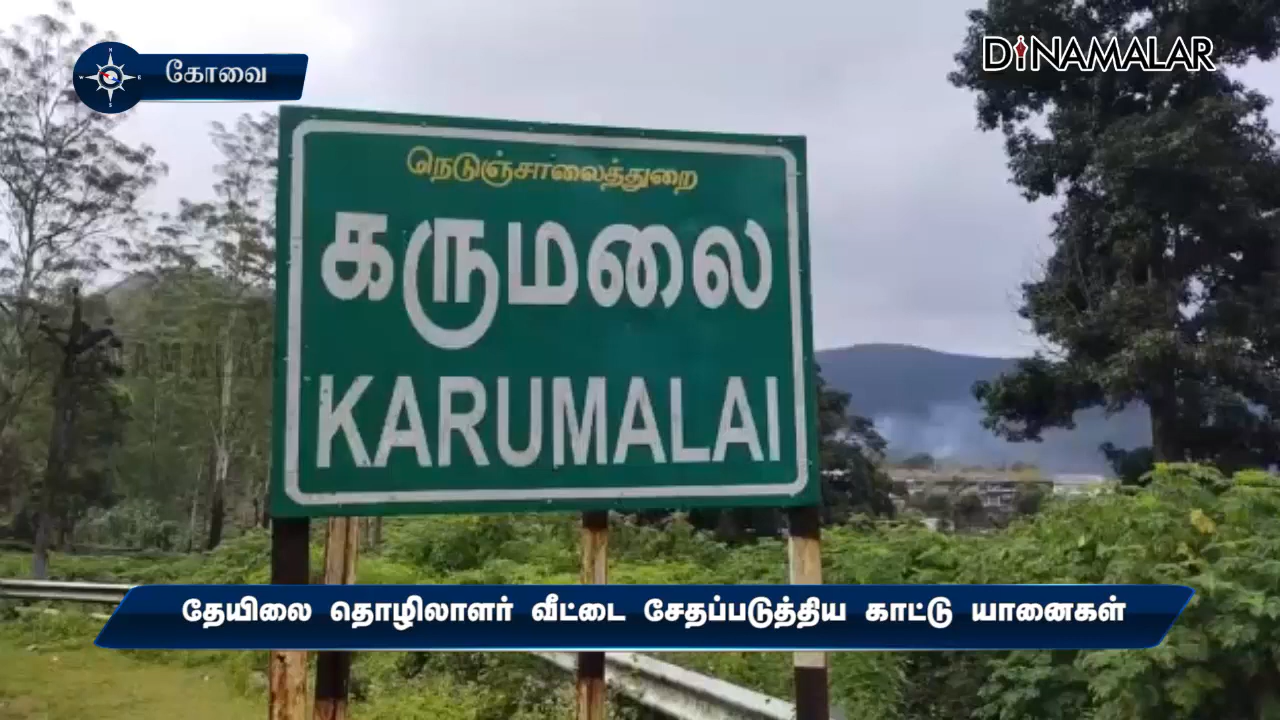 கோவை
DINAMALAR
நெடுஞ்சாலைத்துறை
கருமலை
KARUMALAI
தேயிலை தொழிலாளர் வீட்டை சேதப்படுத்திய காட்டு யானைகள்